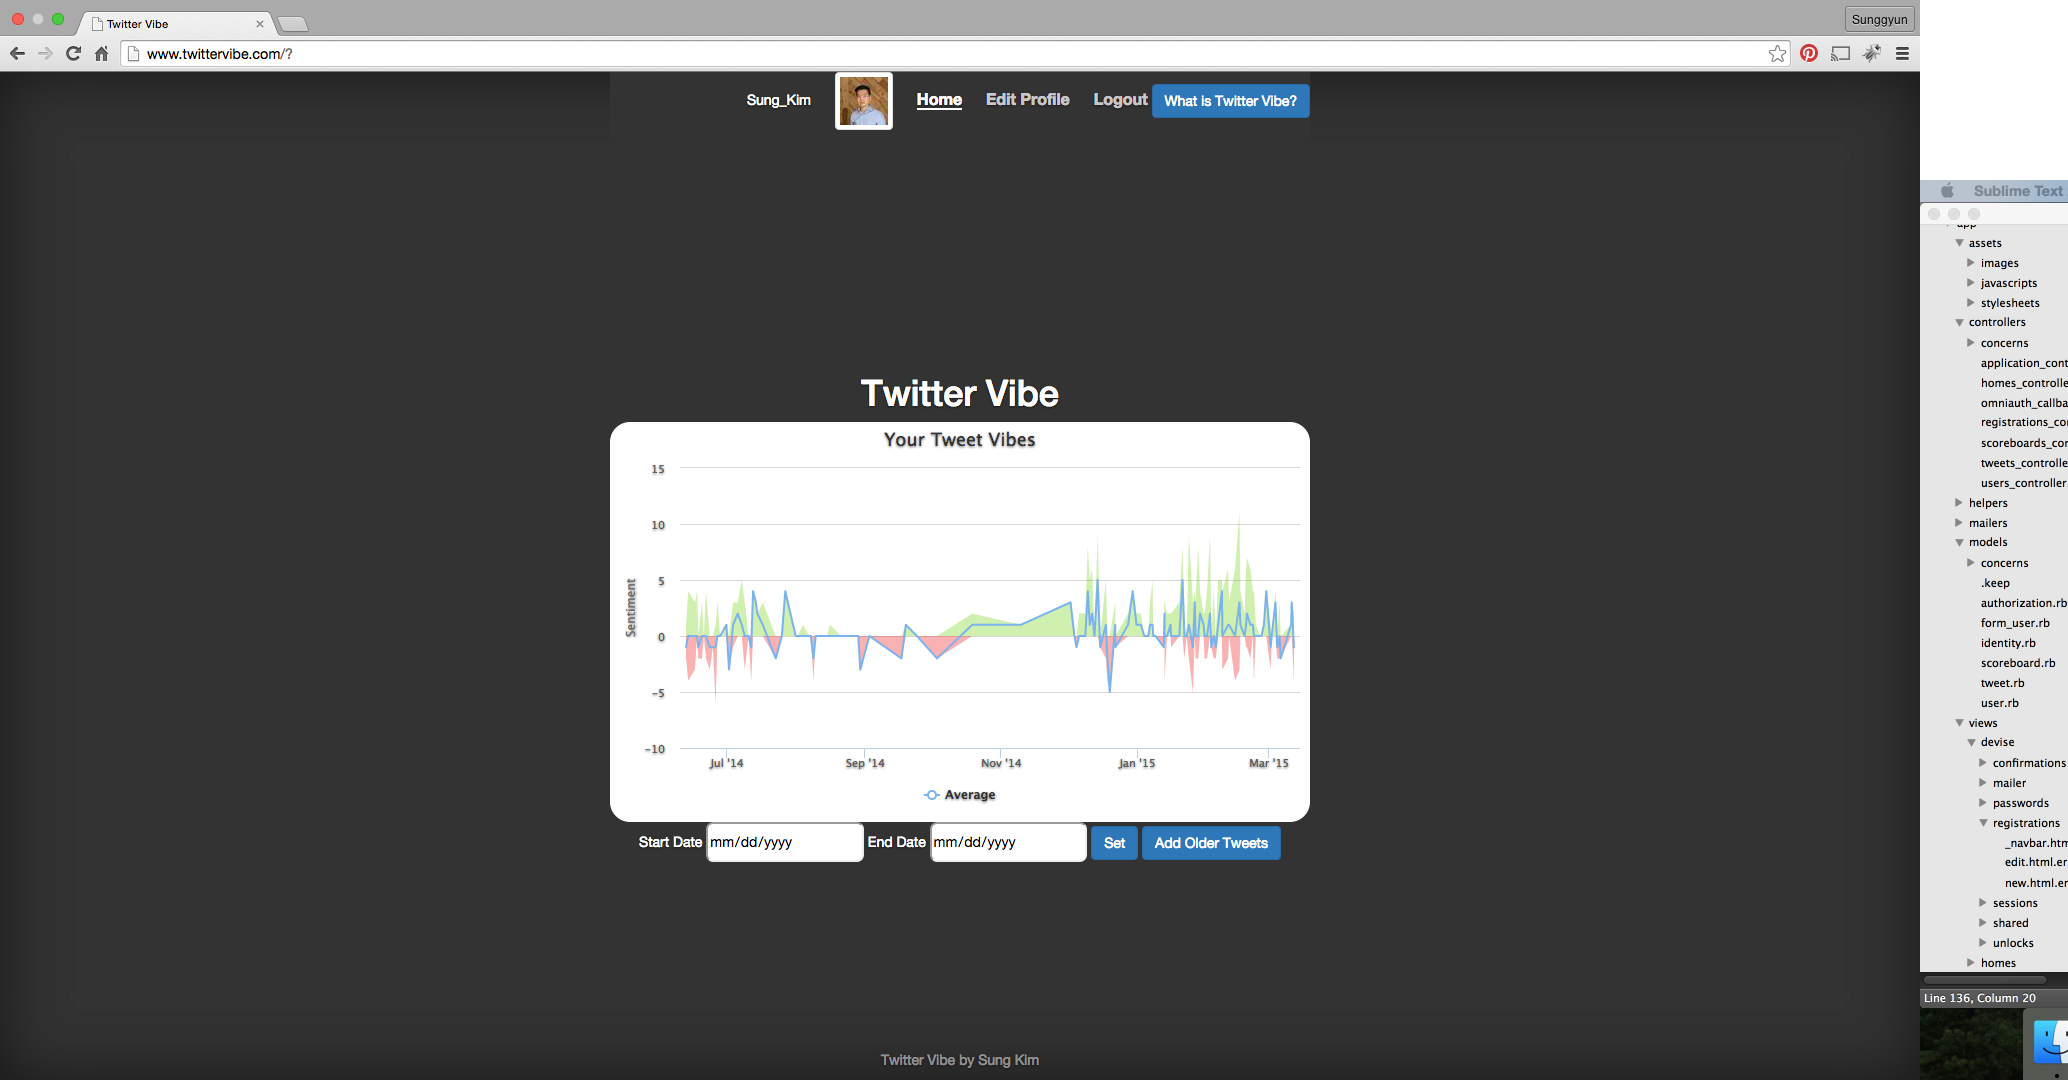 Twitter Vibe
Sunggyun
www.twittervibe.com/?
Sung_Kim
Home
Edit Profile
Logout
What is Twitter Vibe?
Twitter Vibe
Your Tweet Vibes
Sentiment
15
10
5
0
-5
-10
Jul '14
Sep '14
Nov '14
Jan '15
Mar '15
Average
Start Date mm/dd/yyyy End Date mm/dd/yyyy Set Add Older Tweets
Twitter Vibe by Sung Kim
Sublime Text
app
assets
images
javascripts
stylesheets
controllers
concerns
application_cont
homes_controlle
omniauth_callba
registrations_co
scoreboards_cor
tweets_controlle
users_controller
helpers
mailers
models
concerns
.keep
authorization.rb
form_user.rb
identity.rb
scoreboard.rb
tweet.rb
user.rb
views
devise
confirmations
mailer
passwords
registrations
_navbar.htm
edit.html.er
new.html.er
sessions
shared
unlocks
homes
Line 136, Column 20